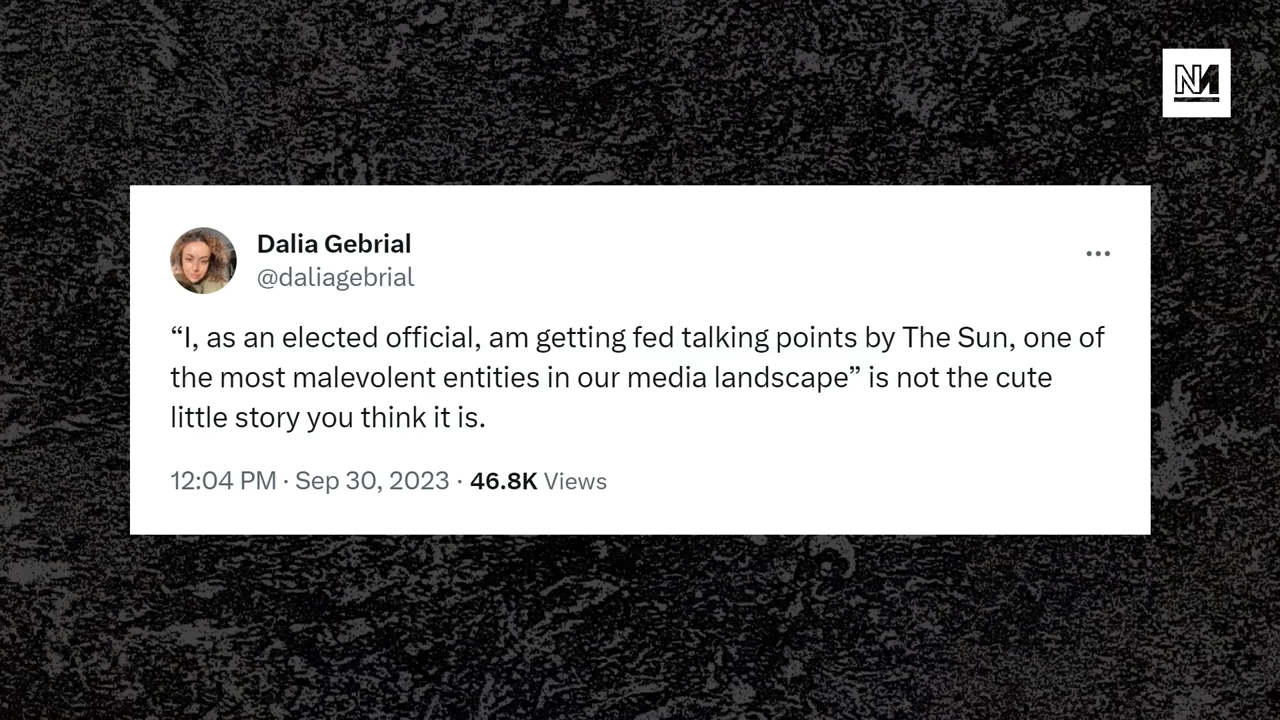 NM
Dalia Gebrial
@daliagebrial
“I, as an elected official, am getting fed talking points by The Sun, one of
the most malevolent entities in our media landscape” is not the cute
little story you think it is.
12:04 PM · Sep 30, 2023 · 46.8K Views